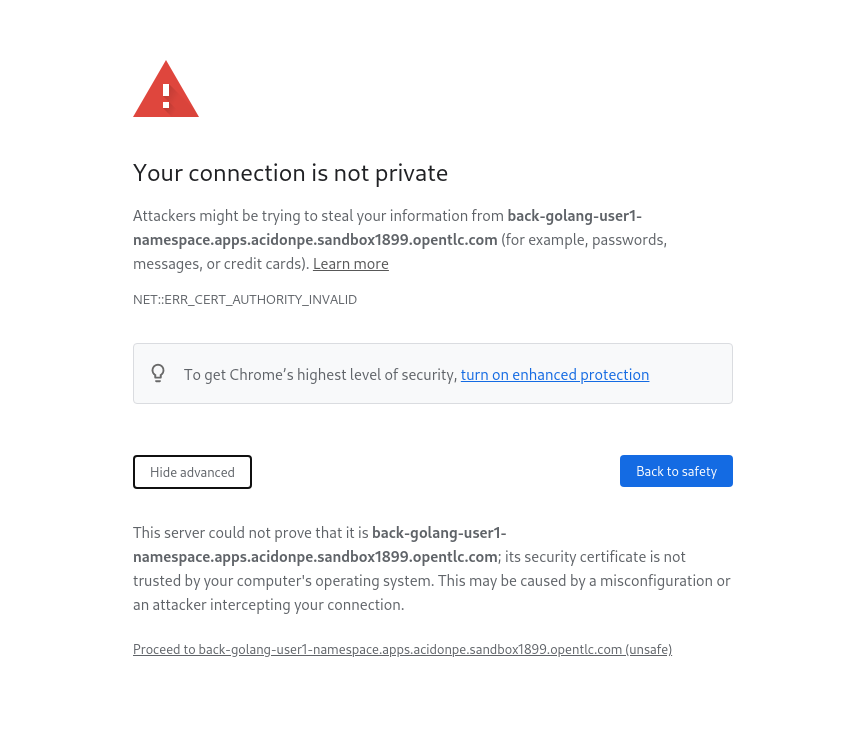 Your connection is not private
Attackers might be trying to steal your information from back-golang-user1-
namespace.apps.acidonpe.sandbox1899.opentlc.com (for example, passwords,
messages, or credit cards). Learn more
NET::ERR_CERT_AUTHORITY_INVALID
To get Chrome’s highest level of security, turn on enhanced protection
Hide advanced
Back to safety
This server could not prove that it is back-golang-user1-
namespace.apps.acidonpe.sandbox1899.opentlc.com; its security certificate is not
trusted by your computer's operating system. This may be caused by a misconfiguration or
an attacker intercepting your connection.
Proceed to back-golang-user1-namespace.apps.acidonpe.sandbox1899.opentlc.com (unsafe)